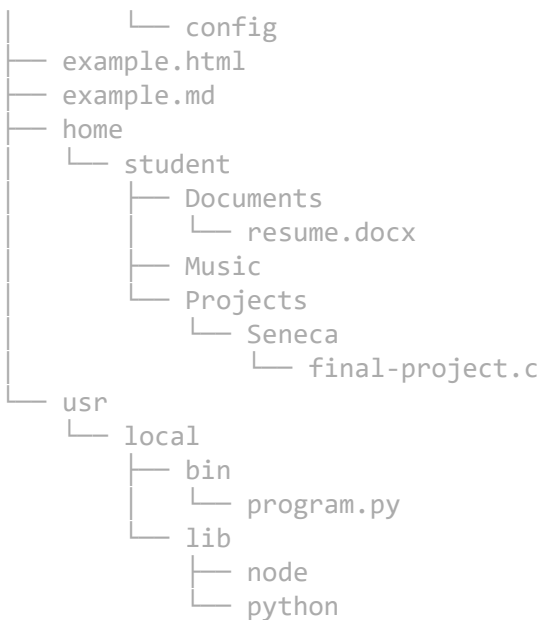 │       └── config
├── example.html
├── example.md
├── home
│   └── student
│       ├── Documents
│       │   └── resume.docx
│       ├── Music
│       └── Projects
│           └── Seneca
│               └── final-project.c
└── usr
    └── local
        ├── bin
        │   └── program.py
        └── lib
            ├── node
            └── python